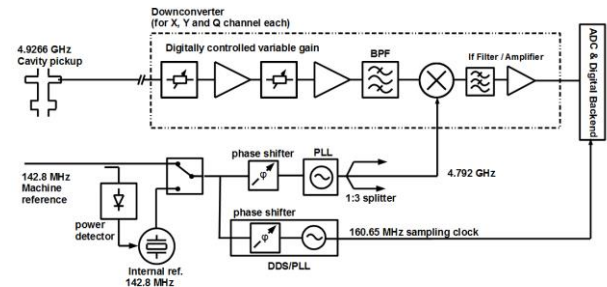 Downconverter
(for X, Y and Q channel each)
4.9266 GHz
Cavity pickup
Digitally controlled variable gain
BPF
If Filter / Amplifier
ADC & Digital Backend
142.8 MHz
Machine
reference
power
detector
Internal ref.
142.8 MHz
phase shifter
φ
PLL
1:3 splitter
4.792 GHz
phase shifter
φ
DDS/PLL
160.65 MHz sampling clock